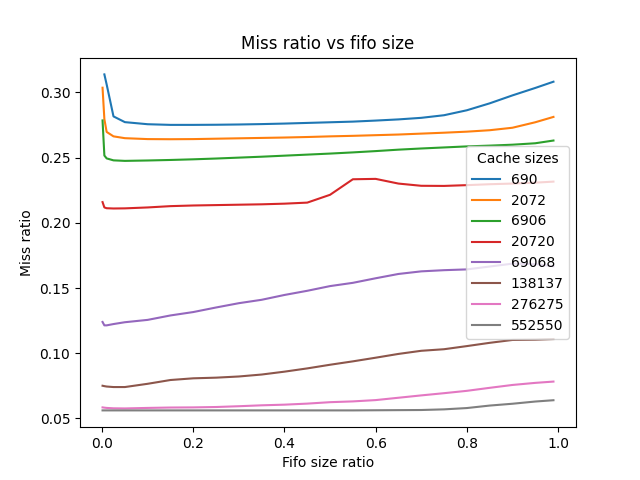 Miss ratio vs fifo size
Miss ratio
0.30
0.25
0.20
0.15
0.10
0.05
Cache sizes
690
2072
6906
20720
69068
138137
276275
552550
0.0 0.2 0.4 0.6 0.8 1.0
Fifo size ratio